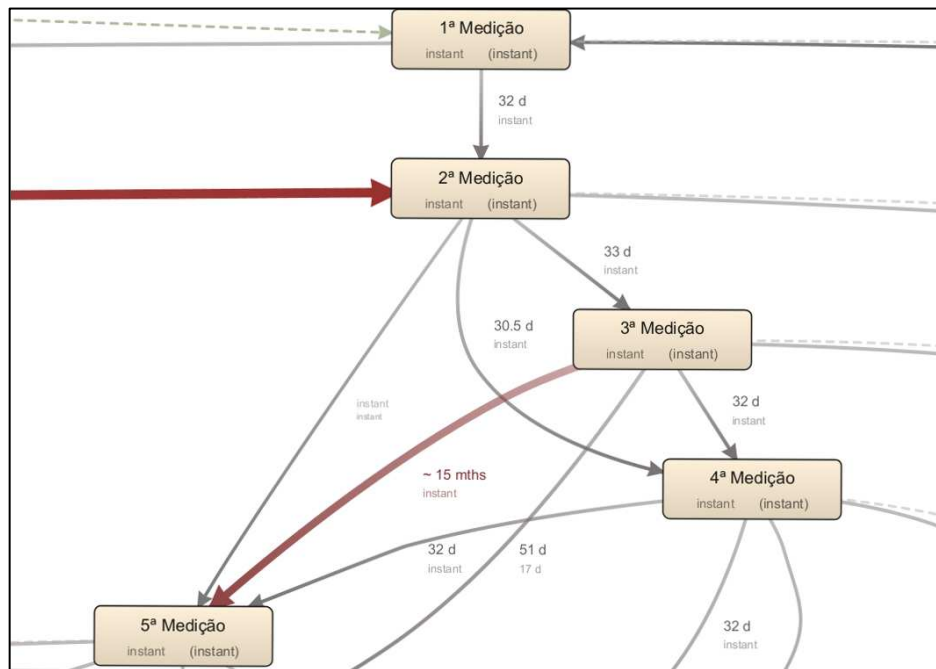 1ª Medição
instant (instant)
32 d
instant
2ª Medição
instant (instant)
33 d
instant
30.5 d
instant
3ª Medição
instant (instant)
instant
instant
32 d
instant
~ 15 mths
instant
4ª Medição
instant (instant)
32 d
instant
51 d
17 d
5ª Medição
instant (instant)
32 d
instant